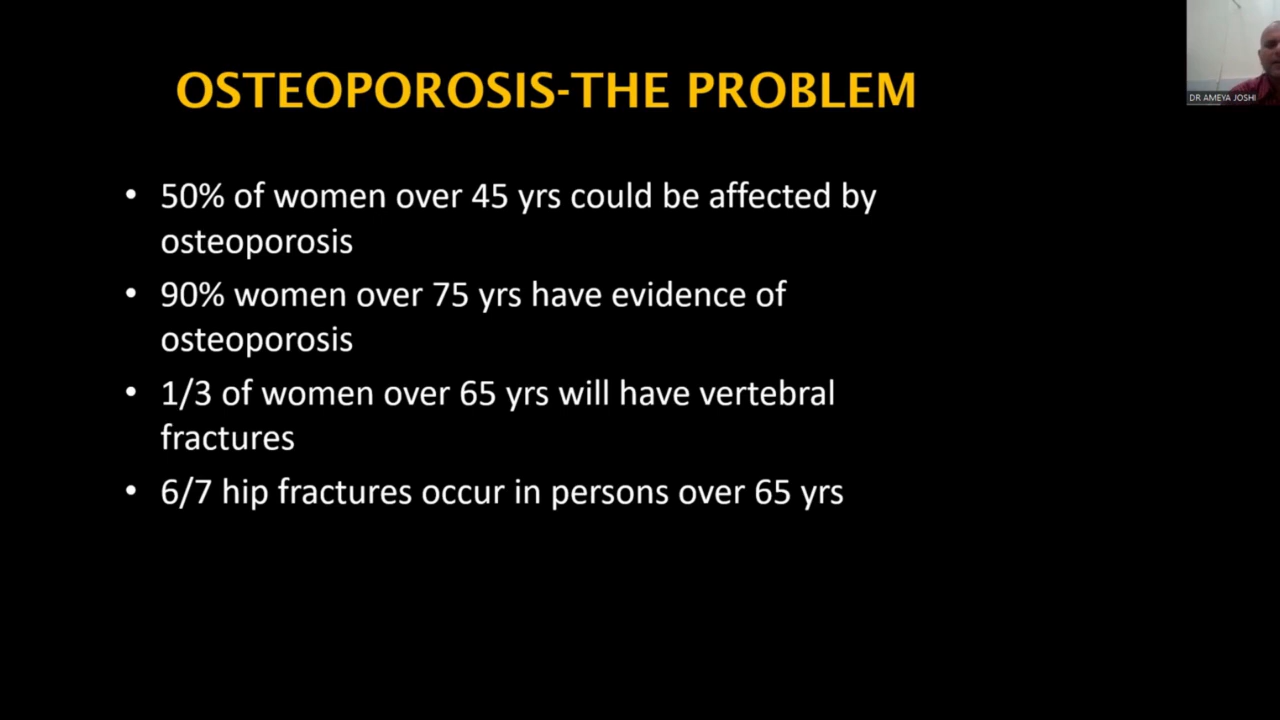 OSTEOPOROSIS-THE PROBLEM
DR AMEYA JOSHI
• 50% of women over 45 yrs could be affected by
osteoporosis
• 90% women over 75 yrs have evidence of
osteoporosis
• 1/3 of women over 65 yrs will have vertebral
fractures
• 6/7 hip fractures occur in persons over 65 yrs